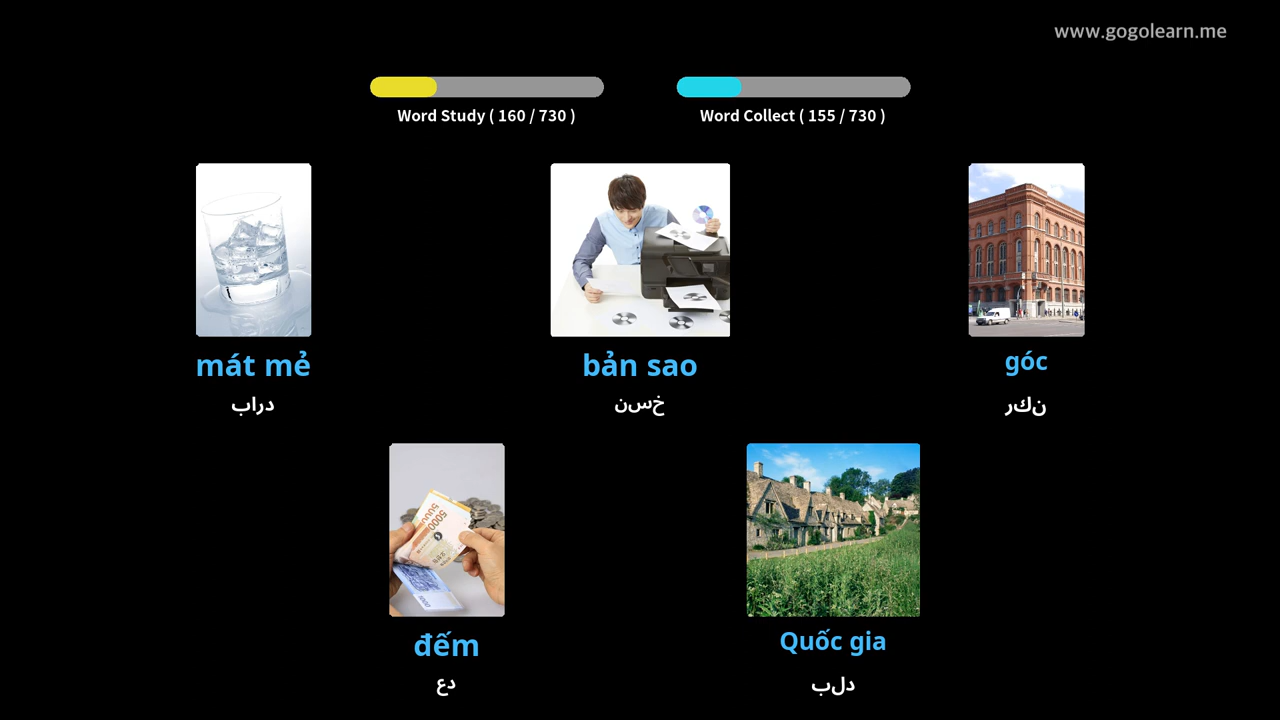 www.gogolearn.me
Word Study ( 160 / 730 )
Word Collect ( 155 / 730 )
mát mẻ
bản sao
góc
دراب
خسن
نكر
đếm
Quốc gia
دع
دلب